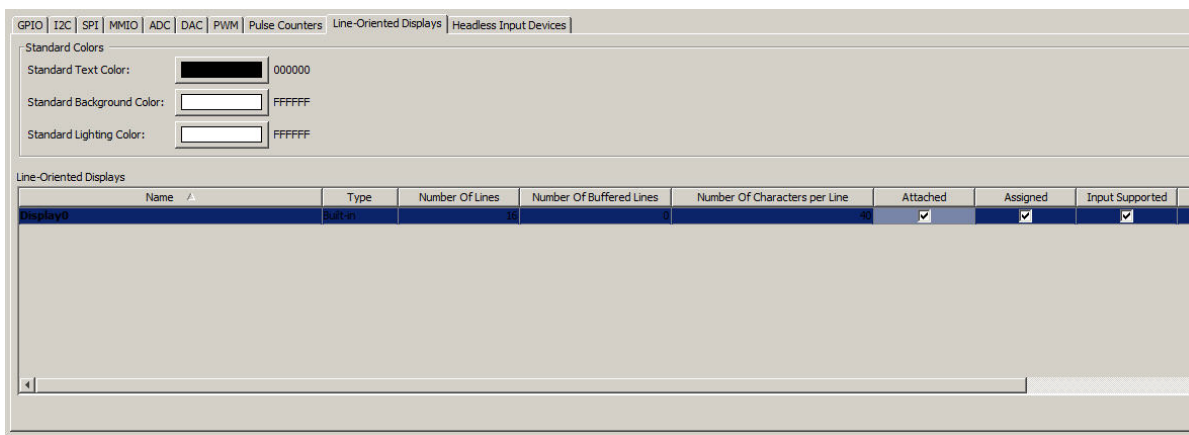 GPIO I2C SPI MMIO ADC DAC PWM Pulse Counters Line-Oriented Displays Headless Input Devices
Standard Colors
Standard Text Color: 000000
Standard Background Color: FFFFFF
Standard Lighting Color: FFFFFF
Line-Oriented Displays
Name Type Number Of Lines Number Of Buffered Lines Number Of Characters per Line Attached Assigned Input Supported
Display0 Built-in 16 0 40